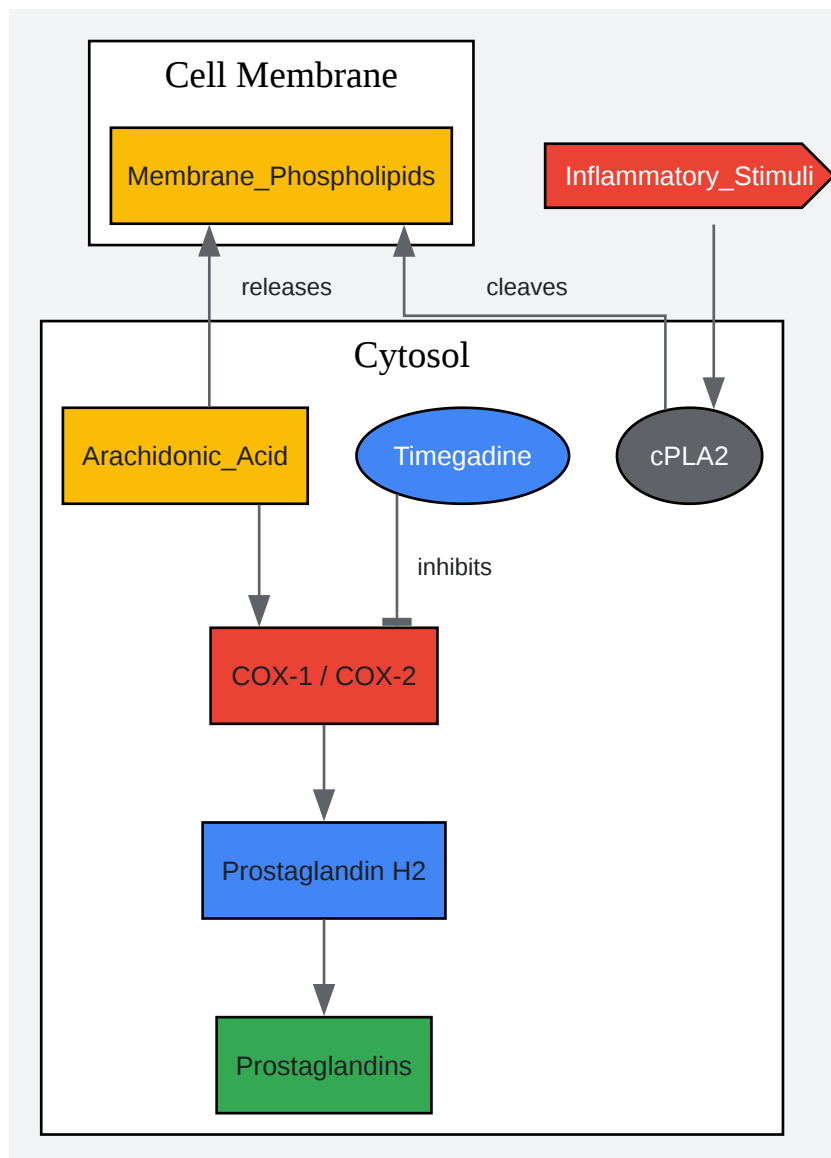 Cell Membrane
Membrane_Phospholipids
Inflammatory_Stimuli
releases
cleaves
Cytosol
Arachidonic_Acid
Timegadine
cPLA2
inhibits
COX-1 / COX-2
Prostaglandin H2
Prostaglandins